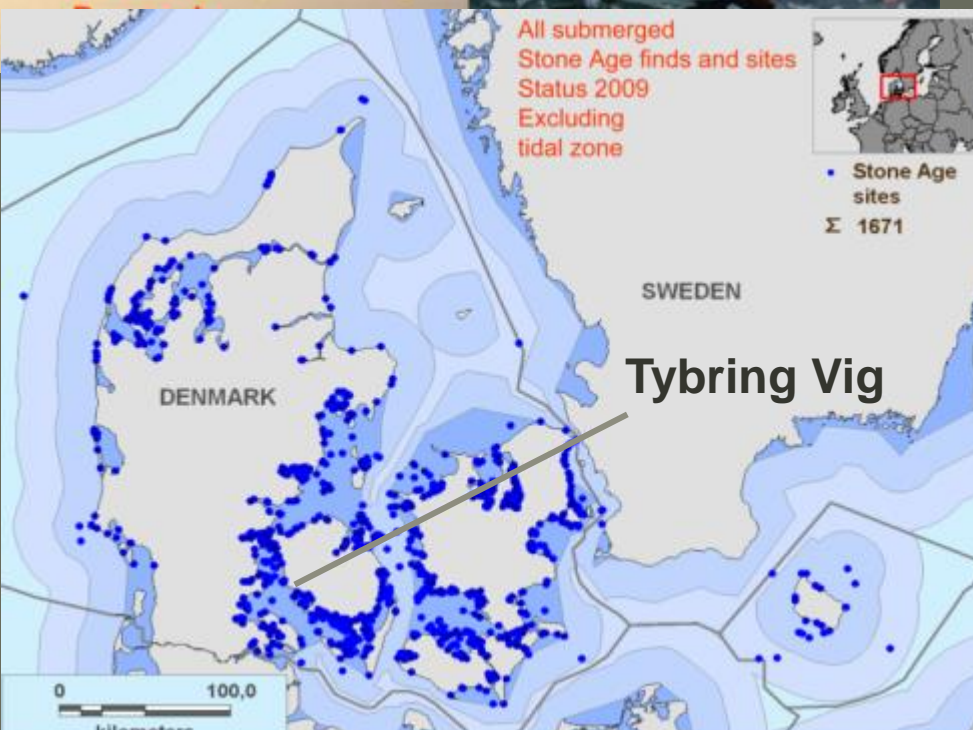 All submerged
Stone Age finds and sites
Status 2009
Excluding
tidal zone
Stone Age
sites
Σ 1671
SWEDEN
Tybring Vig
DENMARK
0 100,0
kilometers